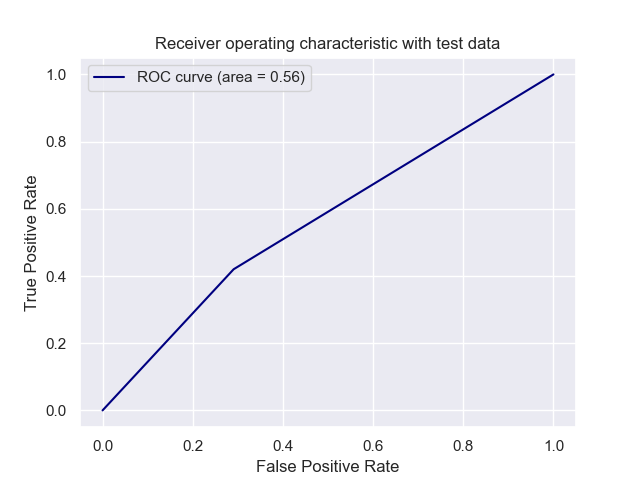 Receiver operating characteristic with test data
ROC curve (area = 0.56)
1.0
0.8
0.6
0.4
0.2
0.0
True Positive Rate
0.0 0.2 0.4 0.6 0.8 1.0
False Positive Rate